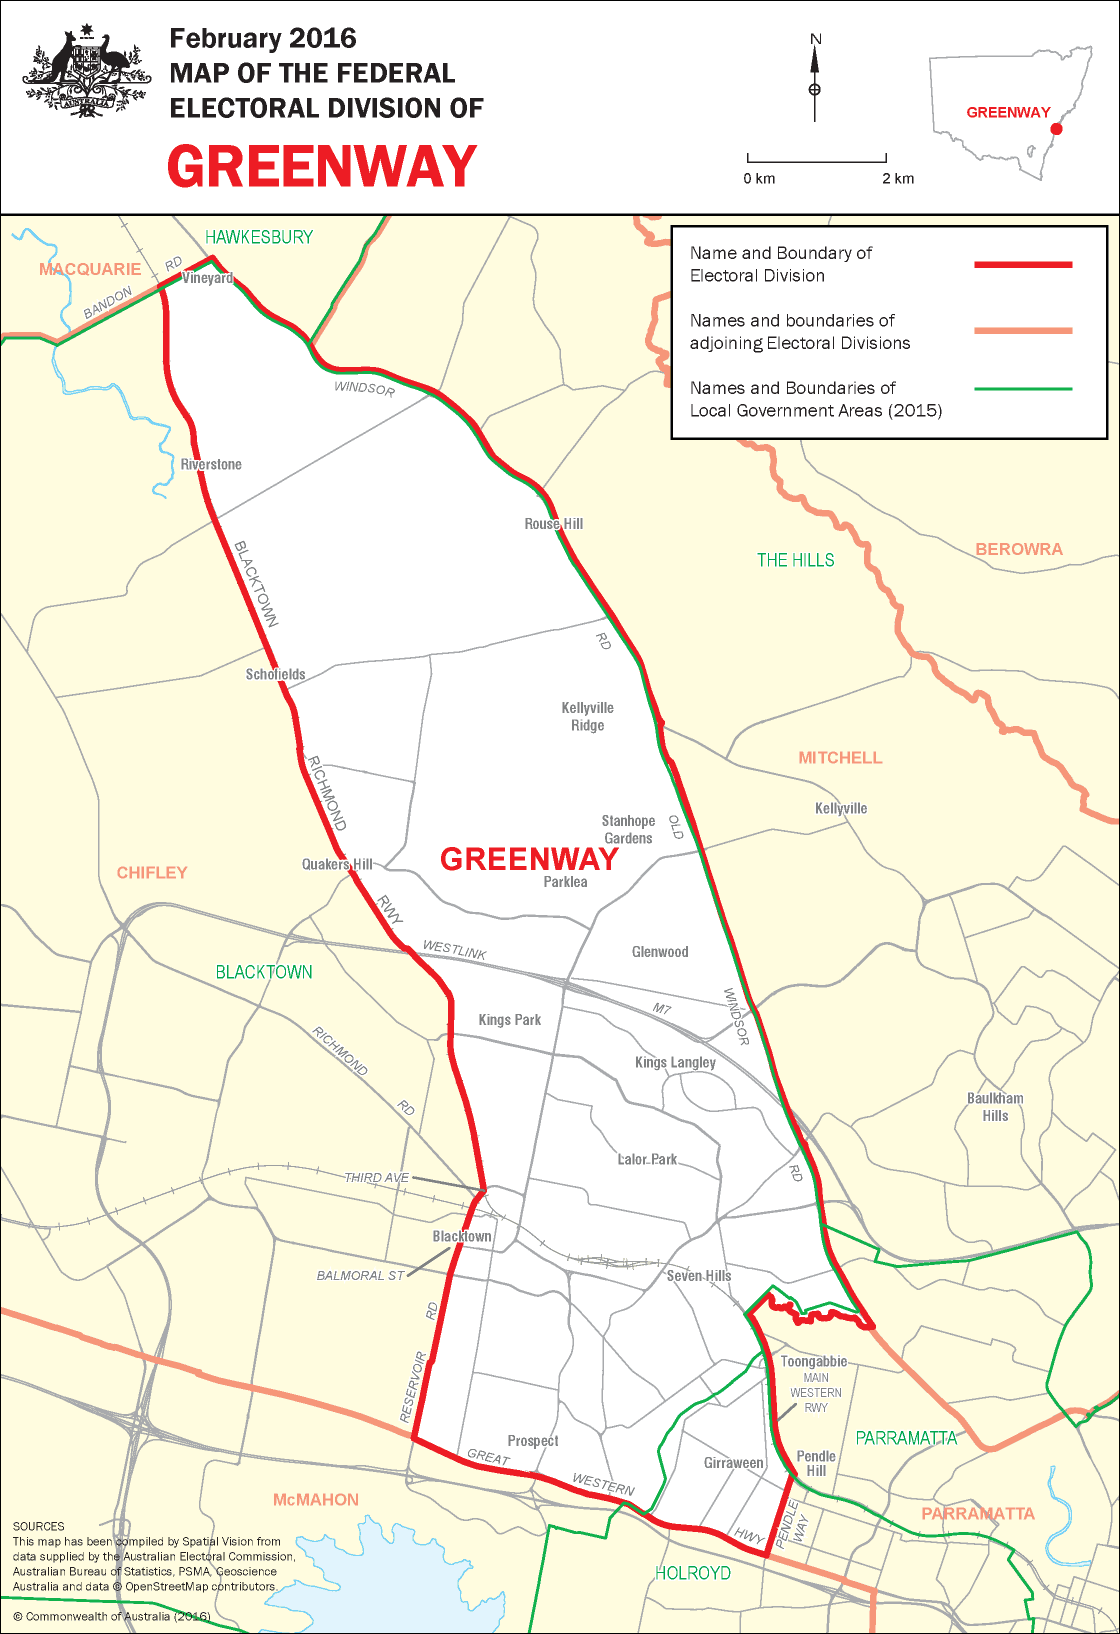 February 2016
MAP OF THE FEDERAL
ELECTORAL DIVISION OF
GREENWAY
AUSTRALIA
N
0 km
2 km
GREENWAY
Name and Boundary of
Electoral Division
Names and boundaries of
adjoining Electoral Divisions
Names and Boundaries of
Local Government Areas (2015)
HAWKESBURY
MACQUARIE
RD
Vineyard
BANDON
WINDSOR
Riverstone
Rouse Hill
BEROWRA
THE HILLS
BLACKTOWN
RD
Schofields
Kellyville
Ridge
MITCHELL
RICHMOND
Kellyville
Stanhope
Gardens
OLD
GREENWAY
Quakers Hill
CHIFLEY
Parklea
RWY
WESTLINK
Glenwood
BLACKTOWN
M7
WINDSOR
Kings Park
RICHMOND
Kings Langley
RD
Baulkham
Hills
Lalor Park
THIRD AVE
RD
Blacktown
BALMORAL ST
Seven Hills
RD
Toongabbie
MAIN
WESTERN
RWY
RESERVOIR
PARRAMATTA
Prospect
GREAT
Girraween
Pendle
Hill
WESTERN
McMAHON
PARRAMATTA
PENDLE
WAY
HWY
HOLROYD
SOURCES
This map has been compiled by Spatial Vision from
data supplied by the Australian Electoral Commission,
Australian Bureau of Statistics, PSMA, Geoscience
Australia and data © OpenStreetMap contributors.
© Commonwealth of Australia (2016)